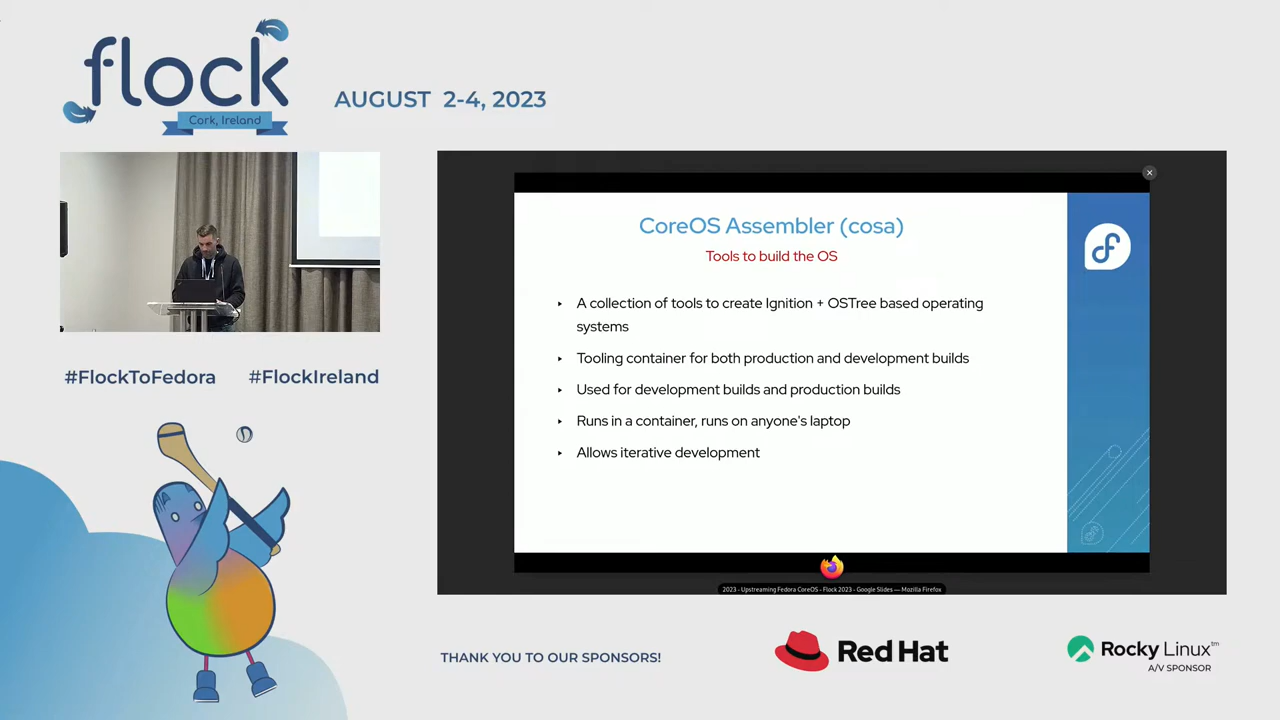 flock
Cork, Ireland
AUGUST 2-4, 2023
CoreOS Assembler (cosa)
Tools to build the OS
A collection of tools to create Ignition + OSTree based operating
systems
Tooling container for both production and development builds
Used for development builds and production builds
Runs in a container, runs on anyone's laptop
Allows iterative development
2023 - Upstreaming Fedora CoreOS - Flock 2023 - Google Slides — Mozilla Firefox
#FlockToFedora #FlockIreland
THANK YOU TO OUR SPONSORS!
Red Hat
Rocky Linux™
A/V SPONSOR